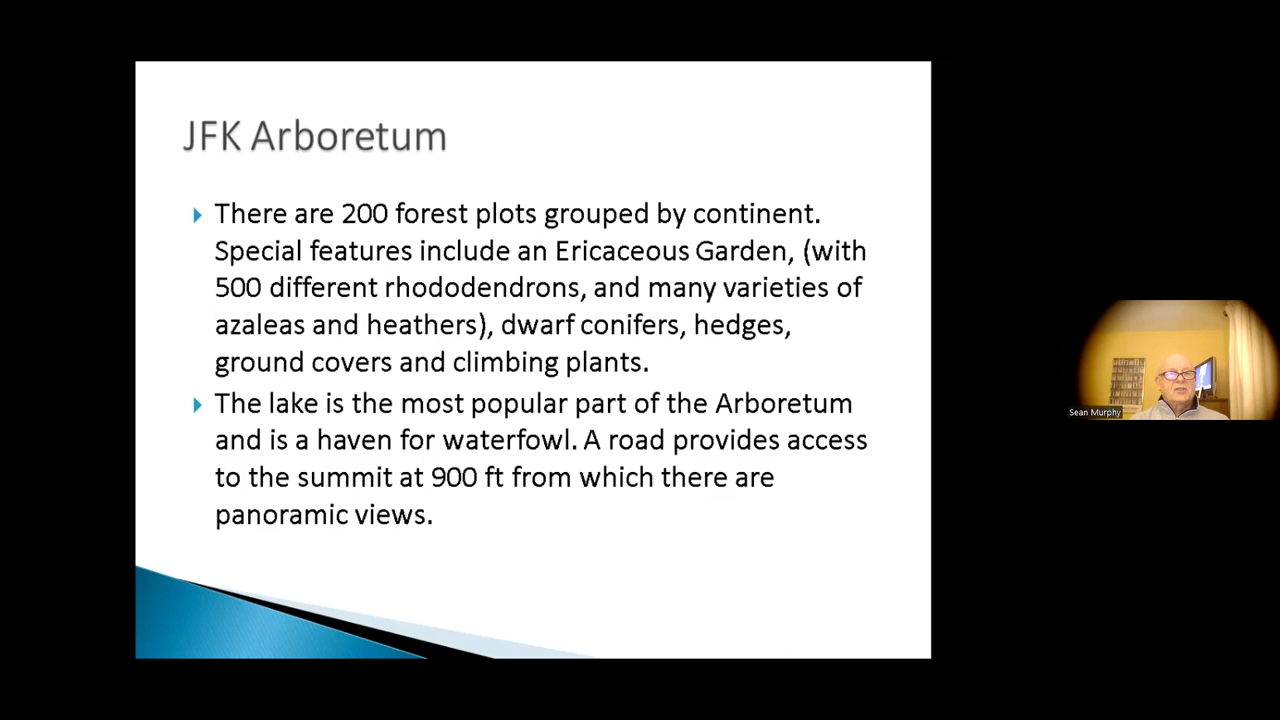 JFK Arboretum
There are 200 forest plots grouped by continent.
Special features include an Ericaceous Garden, (with
500 different rhododendrons, and many varieties of
azaleas and heathers), dwarf conifers, hedges,
ground covers and climbing plants.
The lake is the most popular part of the Arboretum
and is a haven for waterfowl. A road provides access
to the summit at 900 ft from which there are
panoramic views.
Sean Murphy